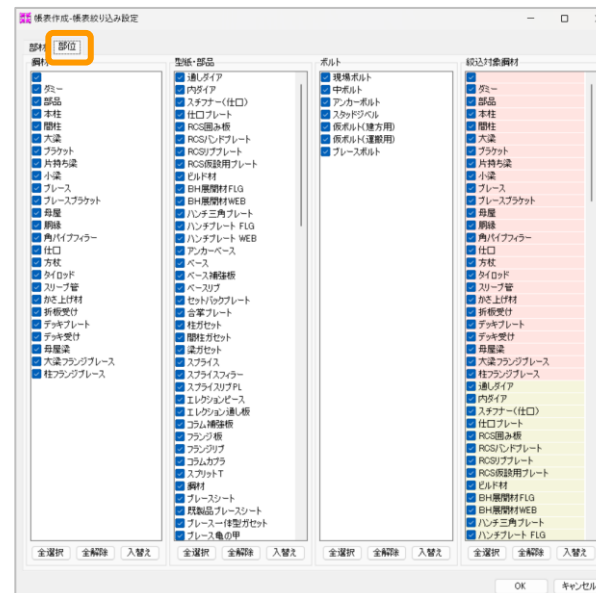 帳表作成-帳表絞り込み設定
部材 部位
鋼材
ダミー
部品
本柱
間柱
大梁
ブラケット
片持ち梁
小梁
ブレース
ブレースブラケット
母屋
胴縁
角パイプフィラー
仕口
方杖
タイロッド
スリーブ管
かさ上げ材
折板受け
デッキプレート
デッキ受け
母屋梁
大梁フランジブレース
柱フランジブレース
全選択 全解除 入替え
型紙・部品
通しダイア
内ダイア
スチフナー(仕口)
仕口プレート
RCS囲み板
RCSバンドプレート
RCSリブプレート
RCS仮設用プレート
ビルド材
BH展開材FLG
BH展開材WEB
ハンチ三角プレート
ハンチプレート FLG
ハンチプレート WEB
アンカーベース
ベース
ベース補強板
ベースリブ
セットバックプレート
合掌プレート
柱ガセット
間柱ガセット
梁ガセット
スプライス
スプライスフィラー
スプライスリブPL
エレクションピース
エレクション通し板
コラム補強板
フランジ板
フランジリブ
コラムカプラ
スプリットT
鋼材
ブレースシート
既製品ブレースシート
ブレース一体型ガセット
ブレース亀の甲
全選択 全解除 入替え
ボルト
現場ボルト
中ボルト
アンカーボルト
スタッドジベル
仮ボルト(建方用)
仮ボルト(運搬用)
ブレースボルト
全選択 全解除 入替え
絞込対象鋼材
ダミー
部品
本柱
間柱
大梁
ブラケット
片持ち梁
小梁
ブレース
ブレースブラケット
母屋
胴縁
角パイプフィラー
仕口
方杖
タイロッド
スリーブ管
かさ上げ材
折板受け
デッキプレート
デッキ受け
母屋梁
大梁フランジブレース
柱フランジブレース
通しダイア
内ダイア
スチフナー(仕口)
仕口プレート
RCS囲み板
RCSバンドプレート
RCSリブプレート
RCS仮設用プレート
ビルド材
BH展開材FLG
BH展開材WEB
ハンチ三角プレート
ハンチプレート FLG
全選択 全解除 入替え
OK キャンセル